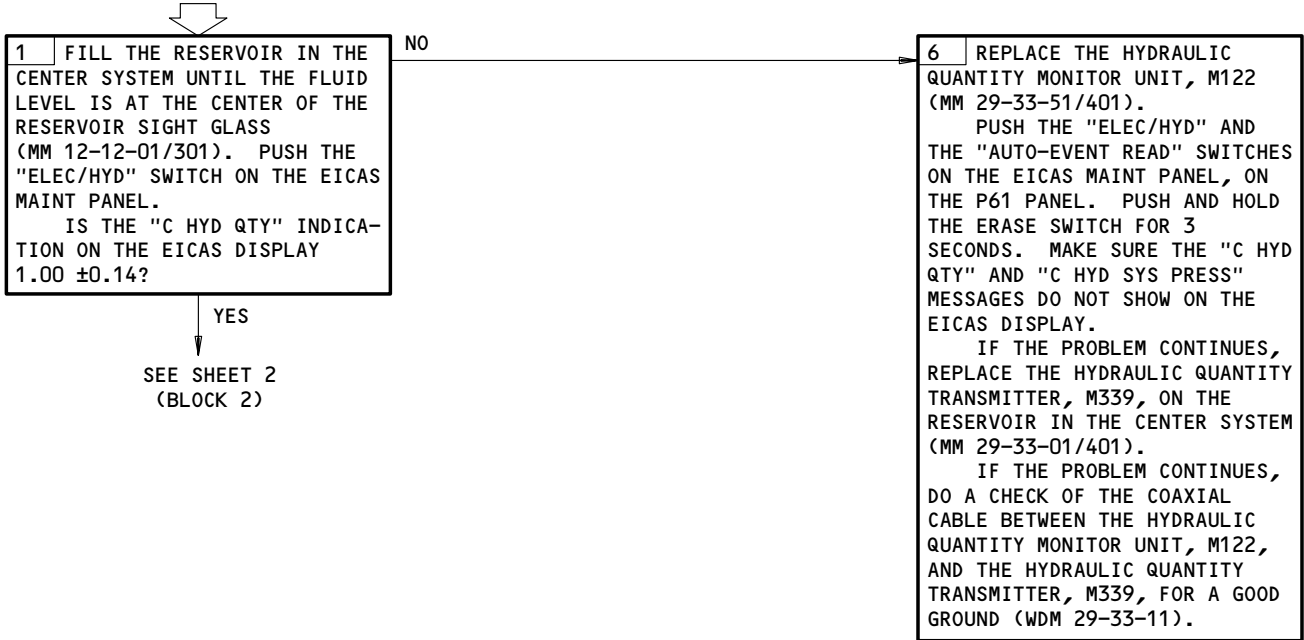 1 FILL THE RESERVOIR IN THE
CENTER SYSTEM UNTIL THE FLUID
LEVEL IS AT THE CENTER OF THE
RESERVOIR SIGHT GLASS
(MM 12-12-01/301). PUSH THE
"ELEC/HYD" SWITCH ON THE EICAS
MAINT PANEL.
IS THE "C HYD QTY" INDICA-
TION ON THE EICAS DISPLAY
1.00 ±0.14?
NO
YES
SEE SHEET 2
(BLOCK 2)
6 REPLACE THE HYDRAULIC
QUANTITY MONITOR UNIT, M122
(MM 29-33-51/401).
PUSH THE "ELEC/HYD" AND
THE "AUTO-EVENT READ" SWITCHES
ON THE EICAS MAINT PANEL, ON
THE P61 PANEL. PUSH AND HOLD
THE ERASE SWITCH FOR 3
SECONDS. MAKE SURE THE "C HYD
QTY" AND "C HYD SYS PRESS"
MESSAGES DO NOT SHOW ON THE
EICAS DISPLAY.
IF THE PROBLEM CONTINUES,
REPLACE THE HYDRAULIC QUANTITY
TRANSMITTER, M339, ON THE
RESERVOIR IN THE CENTER SYSTEM
(MM 29-33-01/401).
IF THE PROBLEM CONTINUES,
DO A CHECK OF THE COAXIAL
CABLE BETWEEN THE HYDRAULIC
QUANTITY MONITOR UNIT, M122,
AND THE HYDRAULIC QUANTITY
TRANSMITTER, M339, FOR A GOOD
GROUND (WDM 29-33-11).